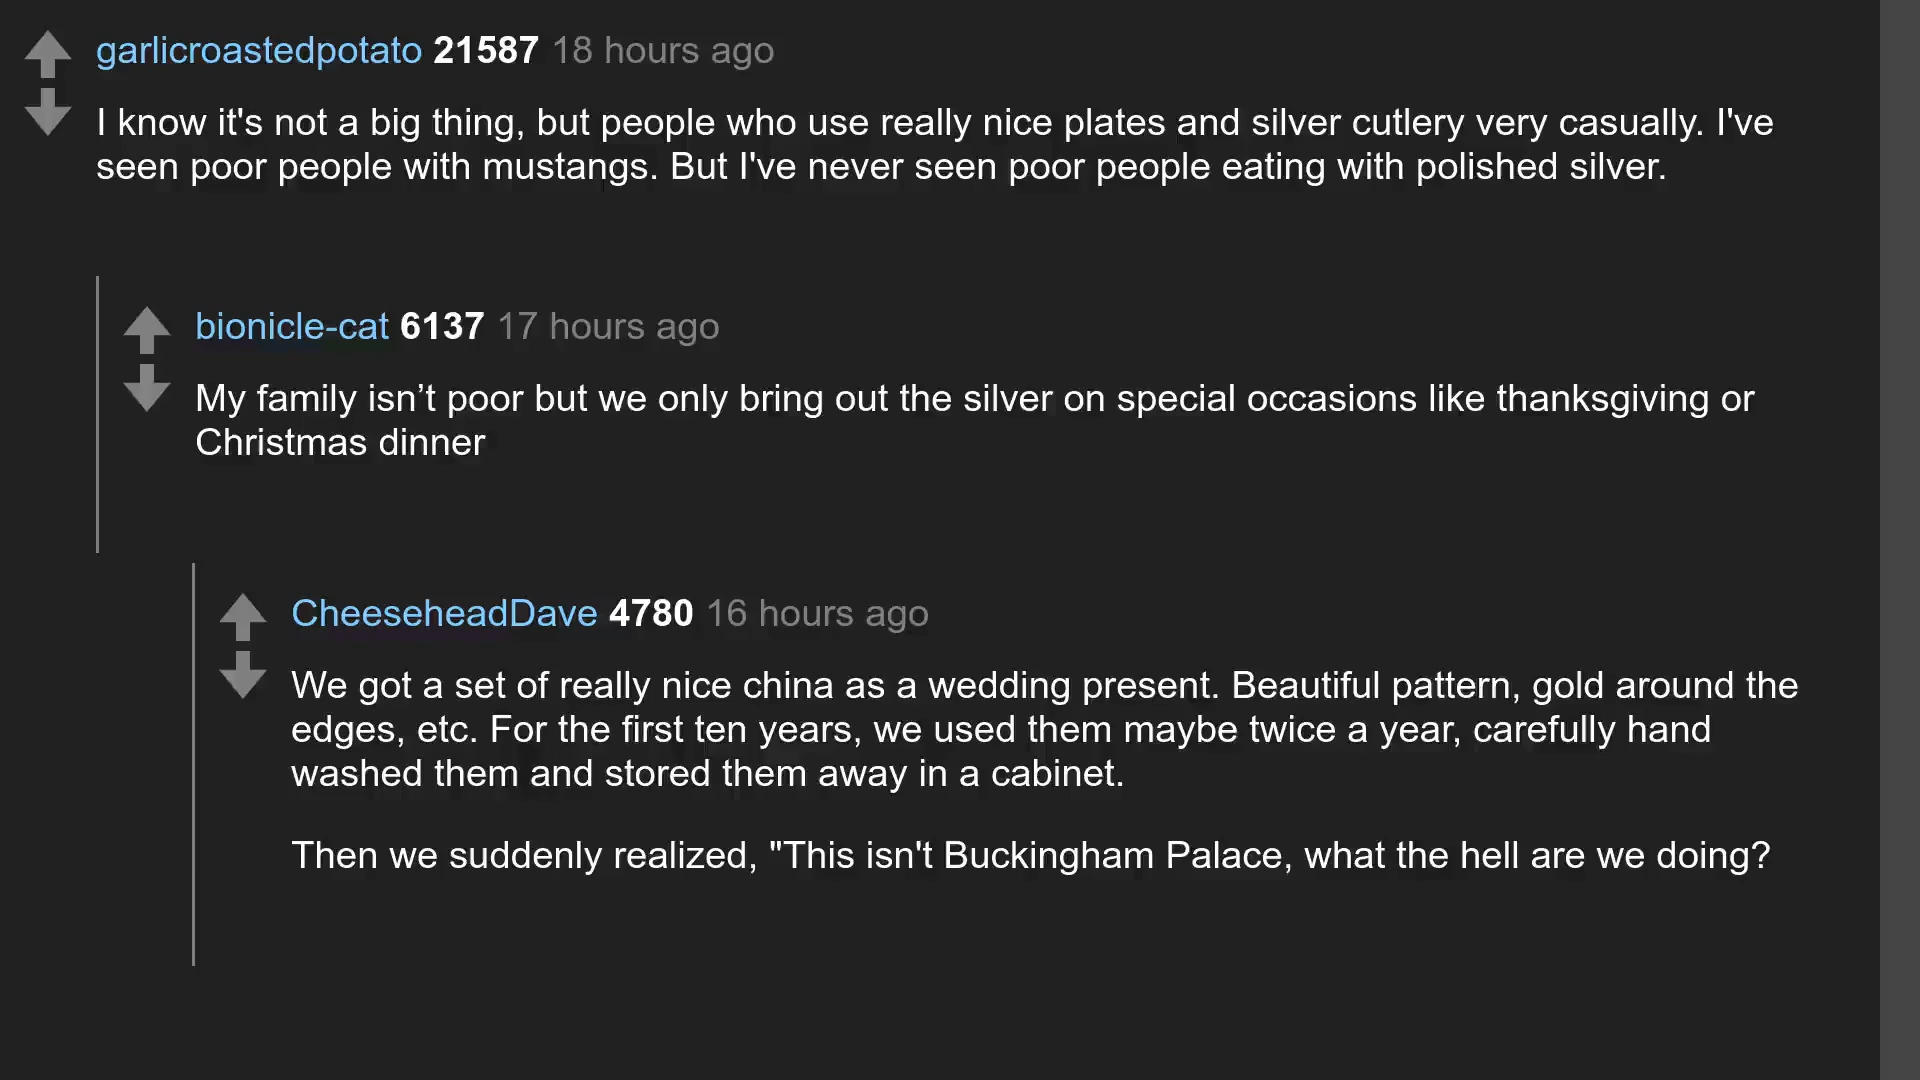 garlicroastedpotato 21587 18 hours ago
I know it's not a big thing, but people who use really nice plates and silver cutlery very casually. I've
seen poor people with mustangs. But I've never seen poor people eating with polished silver.
bionicle-cat 6137 17 hours ago
My family isn’t poor but we only bring out the silver on special occasions like thanksgiving or
Christmas dinner
CheeseheadDave 4780 16 hours ago
We got a set of really nice china as a wedding present. Beautiful pattern, gold around the
edges, etc. For the first ten years, we used them maybe twice a year, carefully hand
washed them and stored them away in a cabinet.
Then we suddenly realized, "This isn't Buckingham Palace, what the hell are we doing?